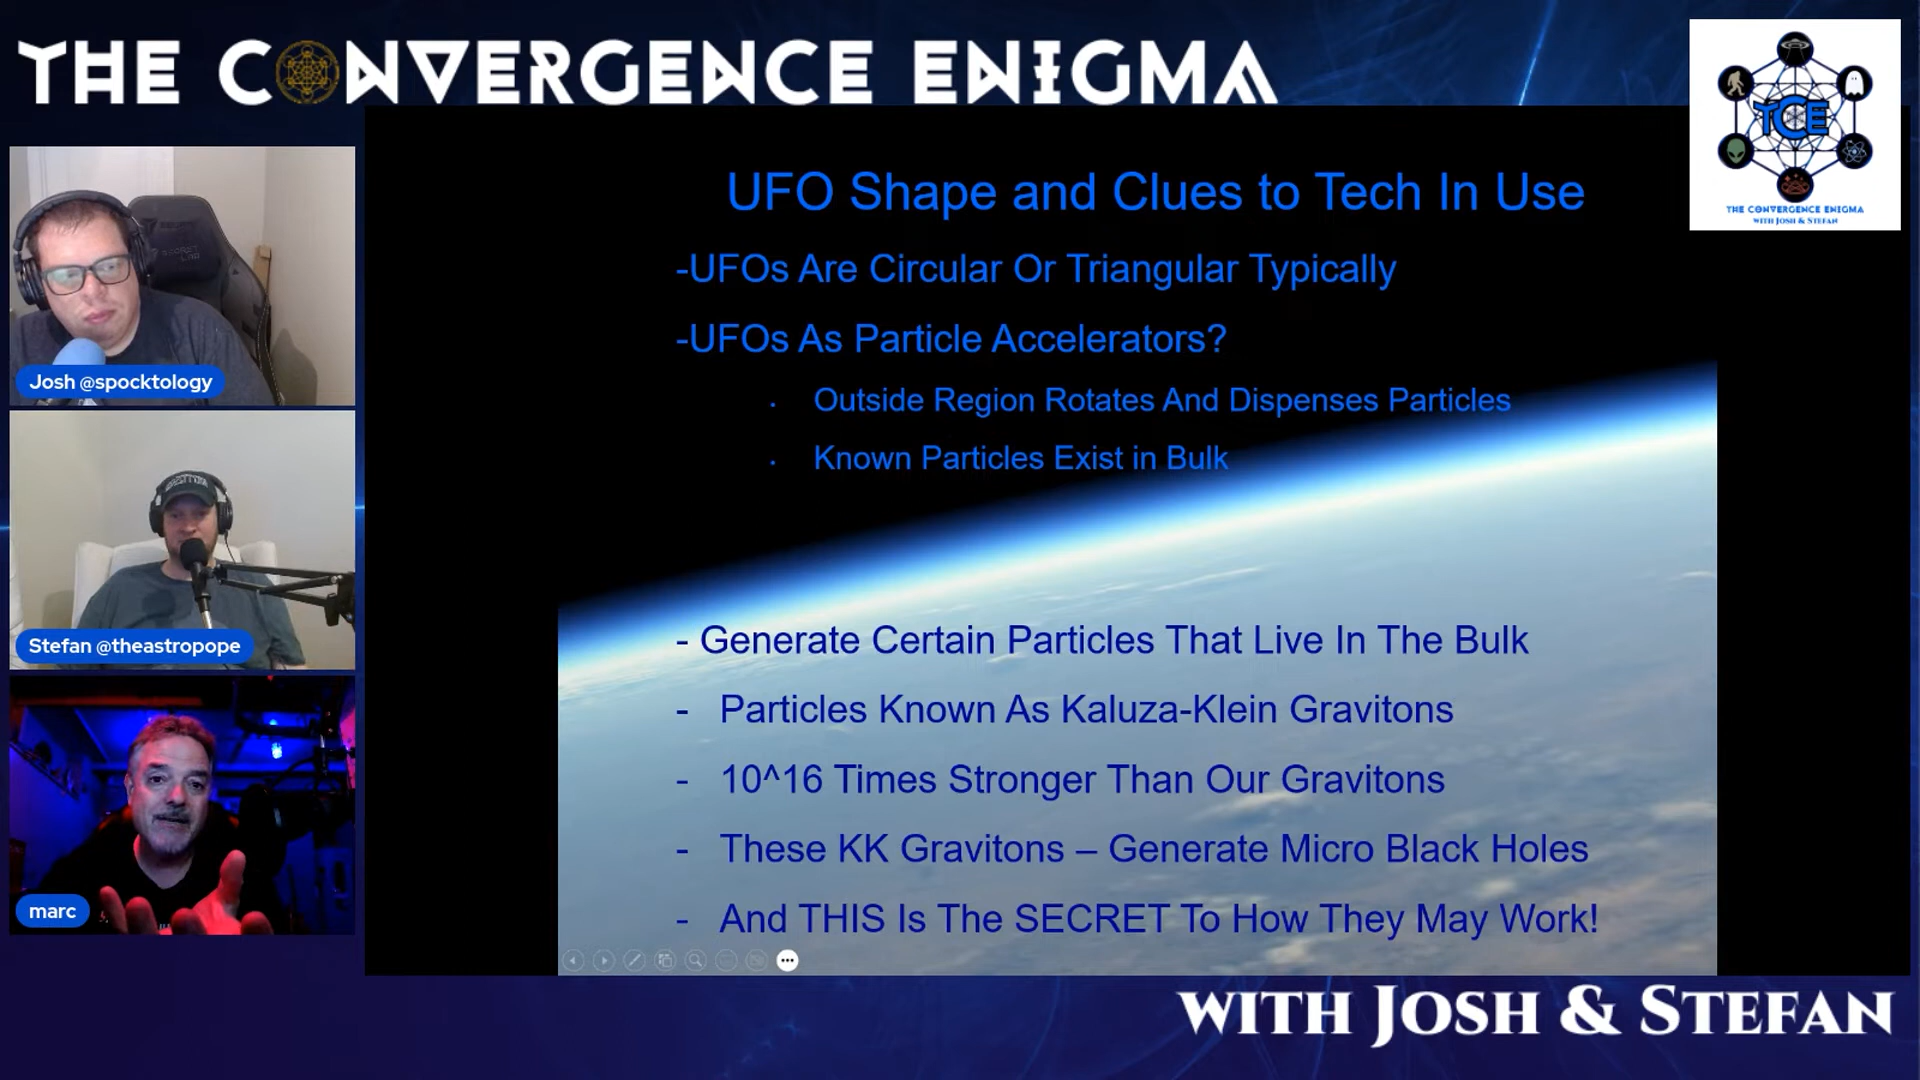 THE CONVERGENCE ENIGMA
TCE
THE CONVERGENCE ENIGMA
WITH JOSH & STEFAN
Josh @spocktology
Stefan @theastropope
marc
UFO Shape and Clues to Tech In Use
-UFOs Are Circular Or Triangular Typically
-UFOs As Particle Accelerators?
· Outside Region Rotates And Dispenses Particles
· Known Particles Exist in Bulk
- Generate Certain Particles That Live In The Bulk
- Particles Known As Kaluza-Klein Gravitons
- 10^16 Times Stronger Than Our Gravitons
- These KK Gravitons – Generate Micro Black Holes
- And THIS Is The SECRET To How They May Work!
WITH JOSH & STEFAN